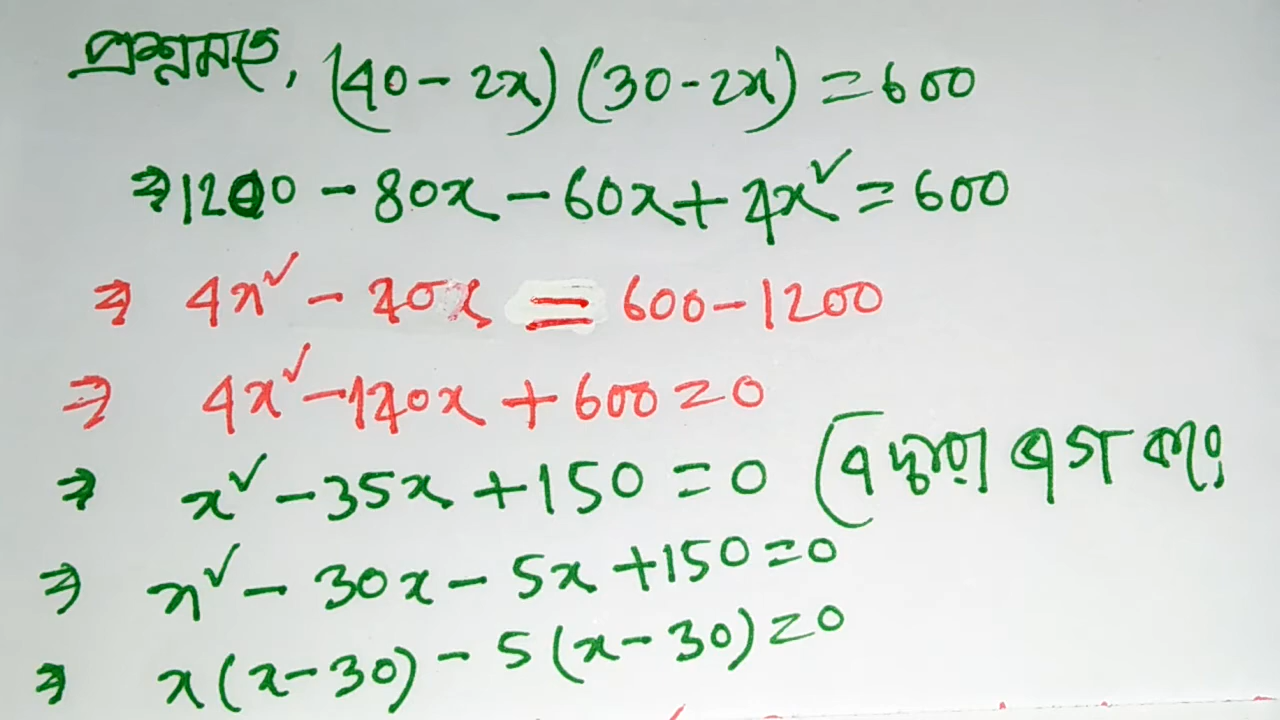 প্রশ্নমতে, (40 - 2x) (30 - 2x) = 600
⇒ 1200 - 80x - 60x + 4x² = 600
⇒ 4x² - 140x = 600 - 1200
⇒ 4x² - 140x + 600 = 0
⇒ x² - 35x + 150 = 0 (4 দ্বারা ভাগ করে
⇒ x² - 30x - 5x + 150 = 0
⇒ x(x - 30) - 5(x - 30) = 0